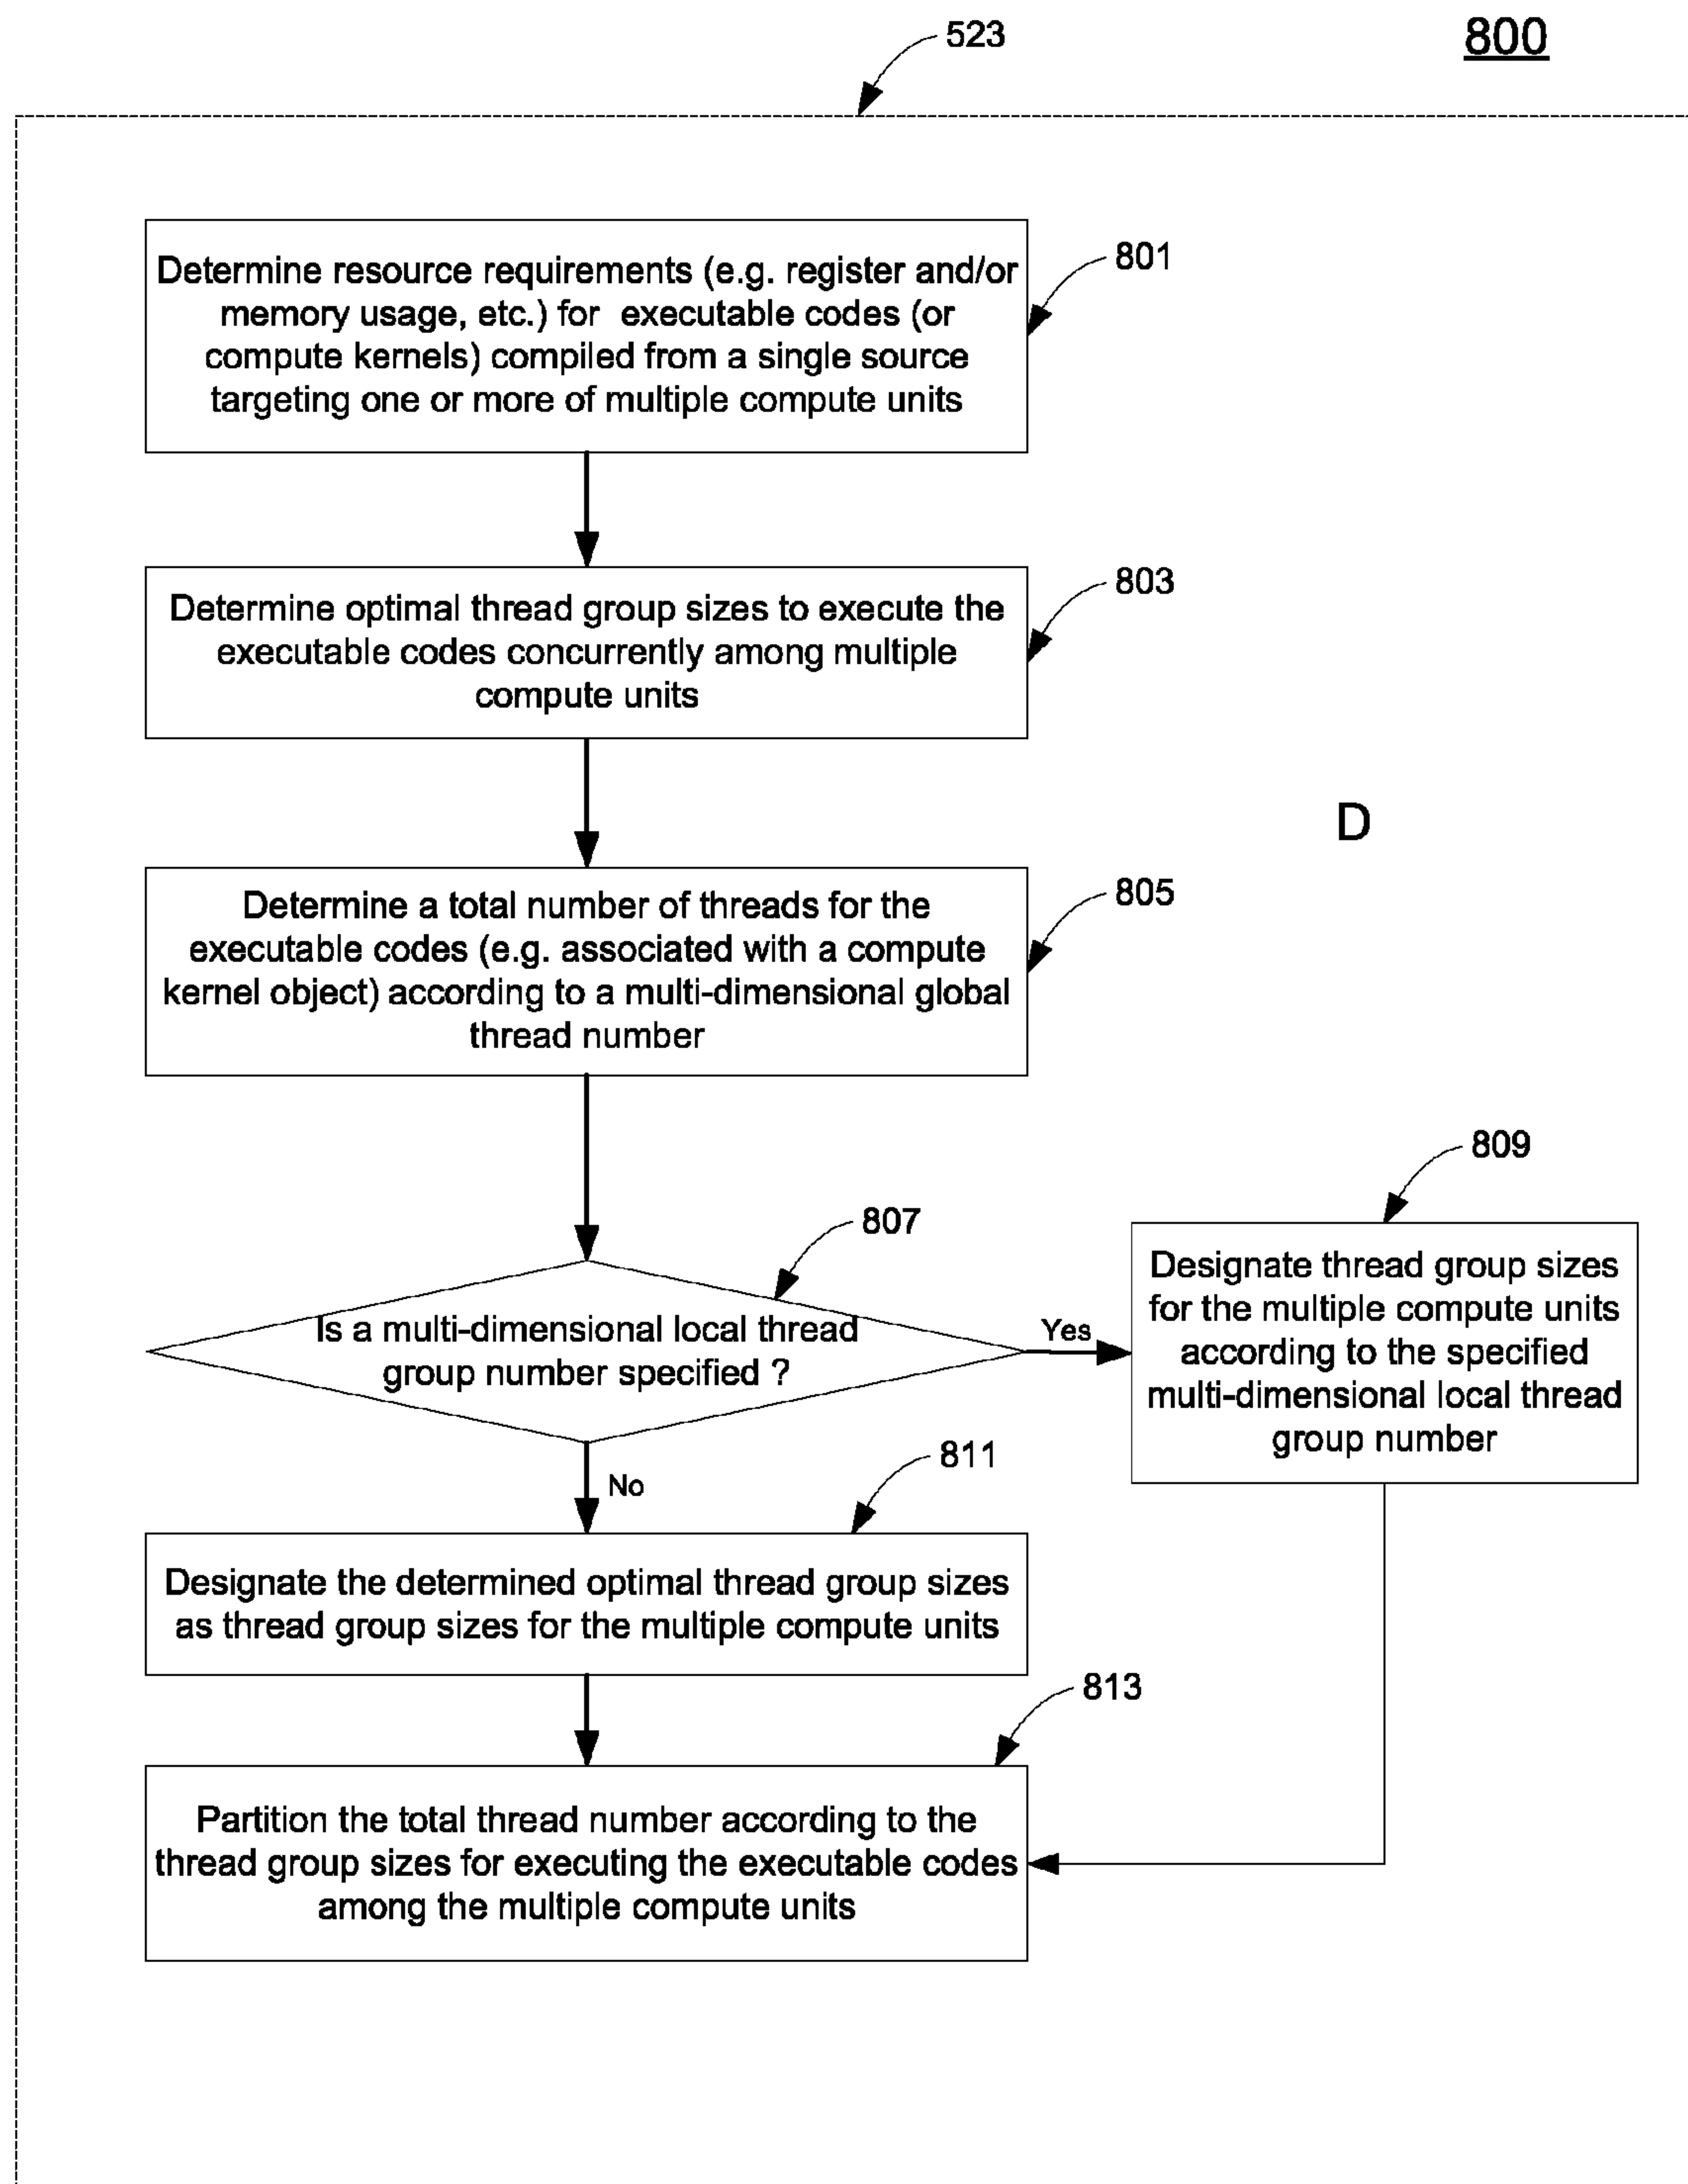 800
523
Determine resource requirements (e.g. register and/or
memory usage, etc.) for executable codes (or
compute kernels) compiled from a single source
targeting one or more of multiple compute units
801
Determine optimal thread group sizes to execute the
executable codes concurrently among multiple
compute units
803
D
Determine a total number of threads for the
executable codes (e.g. associated with a compute
kernel object) according to a multi-dimensional global
thread number
805
807
Is a multi-dimensional local thread
group number specified ?
Yes
809
Designate thread group sizes
for the multiple compute units
according to the specified
multi-dimensional local thread
group number
No
811
Designate the determined optimal thread group sizes
as thread group sizes for the multiple compute units
813
Partition the total thread number according to the
thread group sizes for executing the executable codes
among the multiple compute units